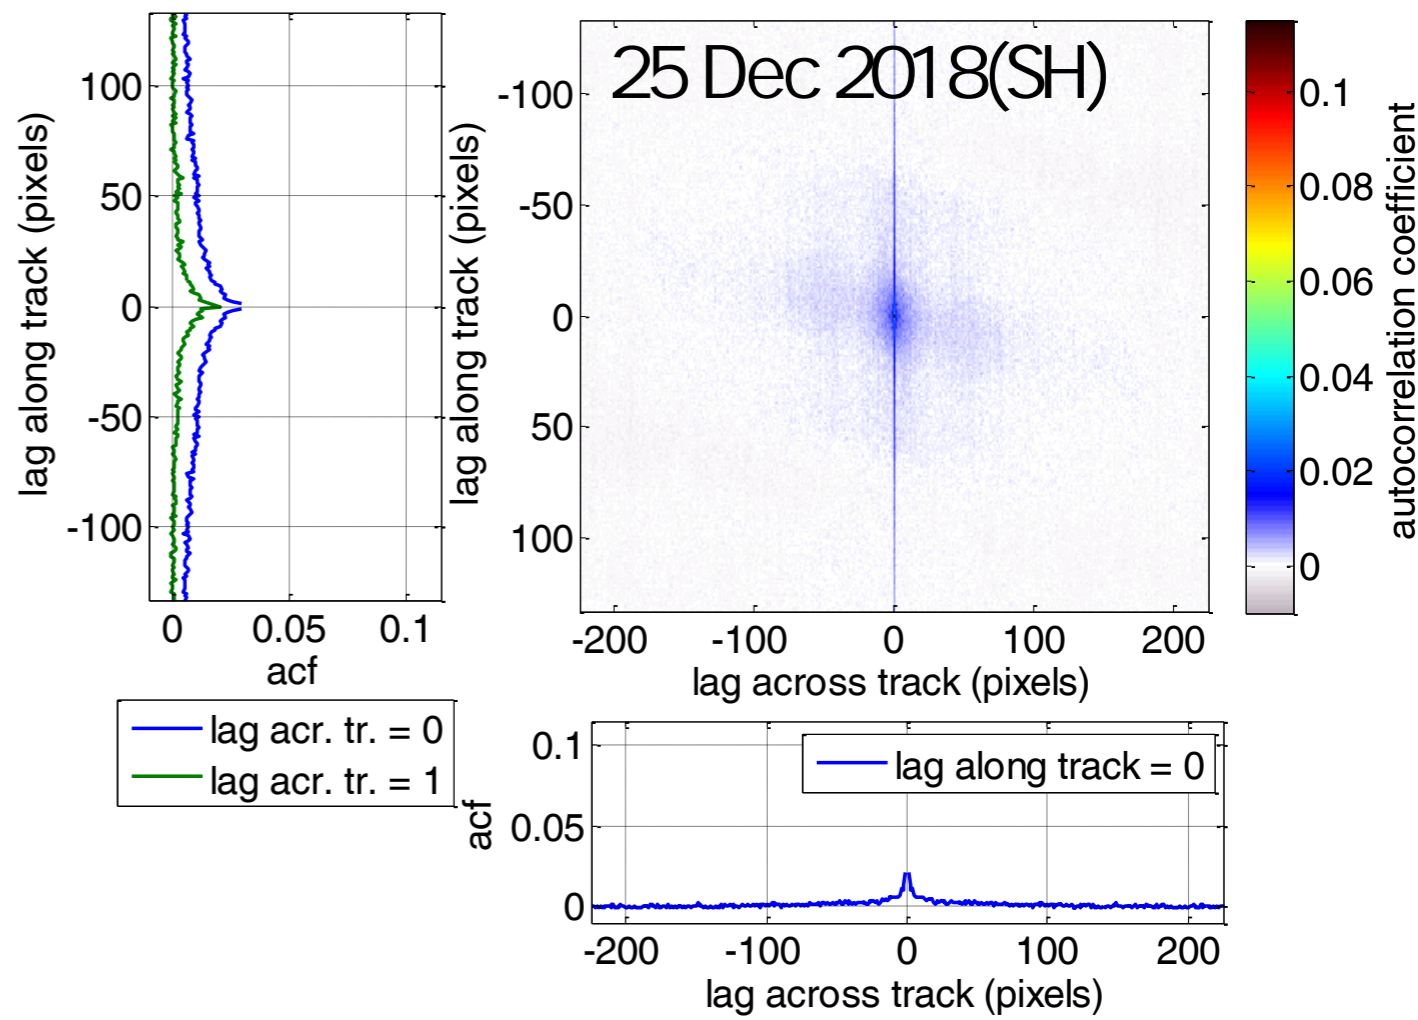 25 Dec 2018(SH)
lag along track (pixels)
100
50
0
-50
-100
0 0.05 0.1
acf
lag acr. tr. = 0
lag acr. tr. = 1
lag along track (pixels)
-100
-50
0
50
100
-200 -100 0 100 200
lag across track (pixels)
0.1
0.08
0.06
0.04
0.02
0
autocorrelation coefficient
acf
0.1
0.05
0
lag along track = 0
-200 -100 0 100 200
lag across track (pixels)